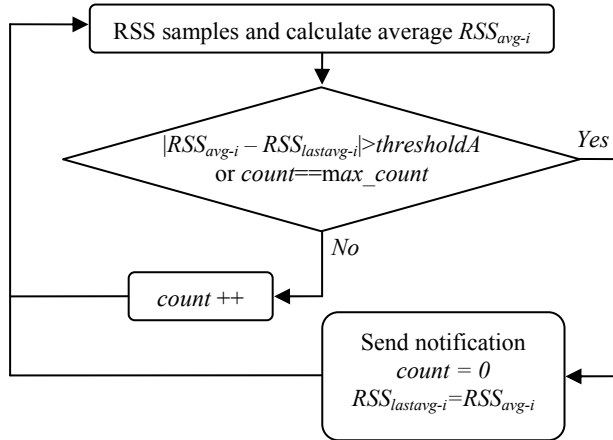 RSS samples and calculate average RSSavg-i
|RSSavg-i – RSSlastavg-i|>thresholdA
or count==max_count
Yes
No
count ++
Send notification
count = 0
RSSlastavg-i=RSSavg-i